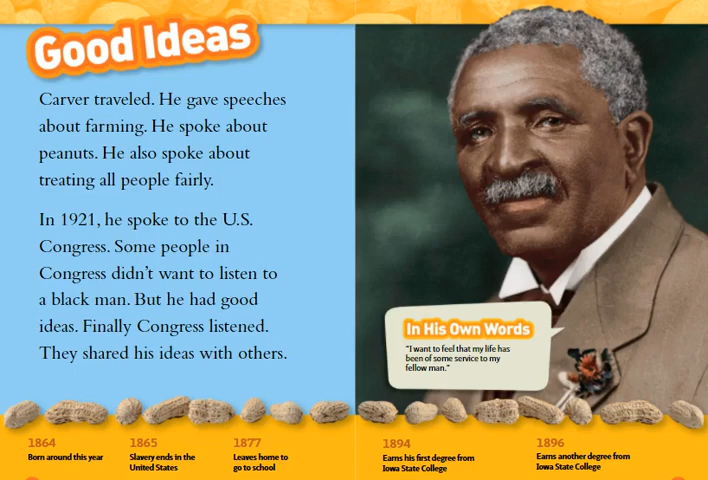 Good Ideas
Carver traveled. He gave speeches
about farming. He spoke about
peanuts. He also spoke about
treating all people fairly.
In 1921, he spoke to the U.S.
Congress. Some people in
Congress didn't want to listen to
a black man. But he had good
ideas. Finally Congress listened.
They shared his ideas with others.
In His Own Words
"I want to feel that my life has
been of some service to my
fellow man."
1864
Born around this year
1865
Slavery ends in the
United States
1877
Leaves home to
go to school
1894
Earns his first degree from
Iowa State College
1896
Earns another degree from
Iowa State College